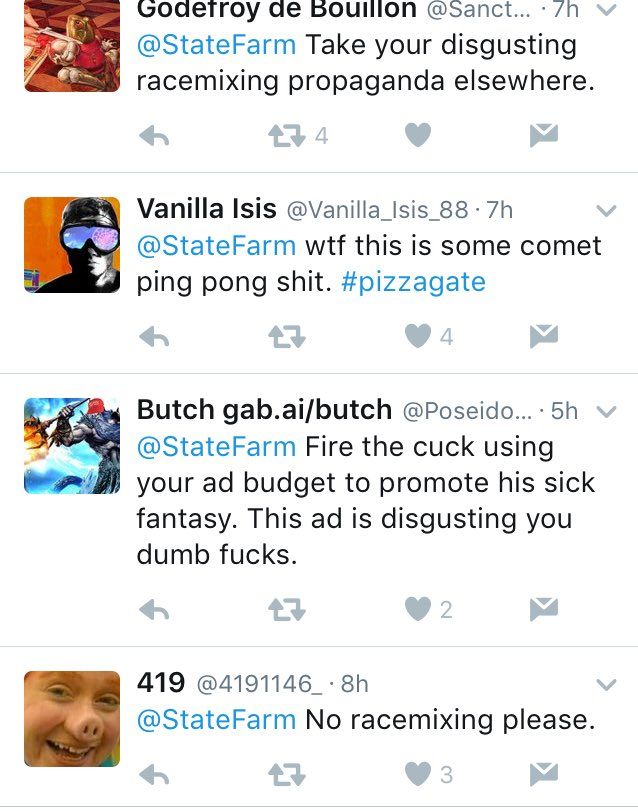 Godefroy de Bouillon @Sanct... · 7h
@StateFarm Take your disgusting
racemixing propaganda elsewhere.
4
Vanilla Isis @Vanilla_Isis_88 · 7h
@StateFarm wtf this is some comet
ping pong shit. #pizzagate
4
Butch gab.ai/butch @Poseido... · 5h
@StateFarm Fire the cuck using
your ad budget to promote his sick
fantasy. This ad is disgusting you
dumb fucks.
2
419 @4191146_ · 8h
@StateFarm No racemixing please.
3